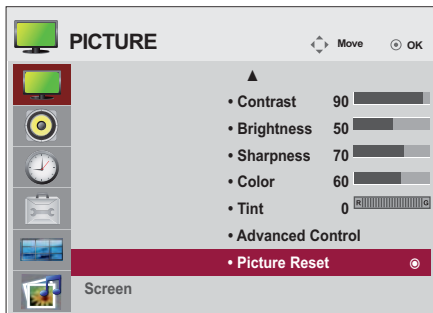 PICTURE
Move
OK
• Contrast 90
• Brightness 50
• Sharpness 70
• Color 60
• Tint 0 R G
• Advanced Control
• Picture Reset
Screen